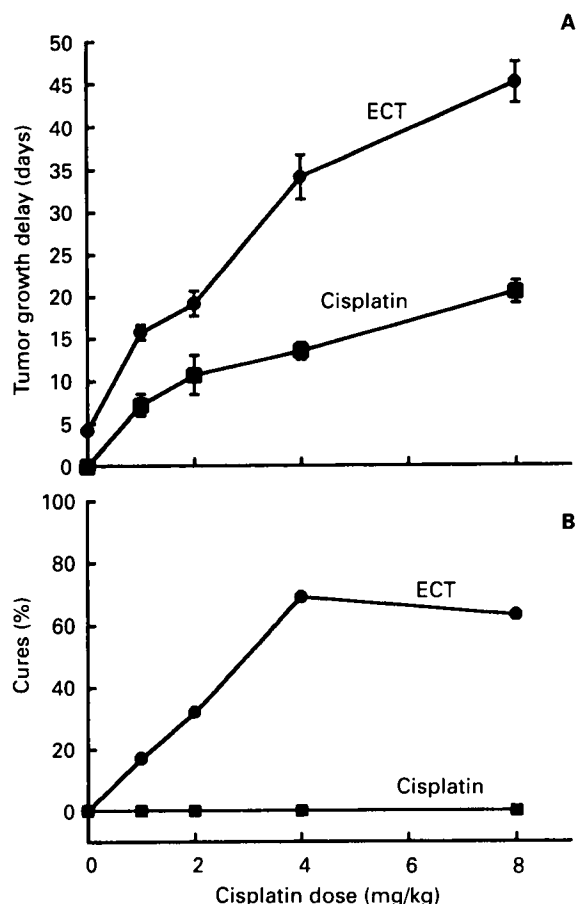 A
50
45
40
35
30
25
20
15
10
5
0
Tumor growth delay (days)
ECT
Cisplatin
B
100
80
60
40
20
0
Cures (%)
ECT
Cisplatin
0 2 4 6 8
Cisplatin dose (mg/kg)